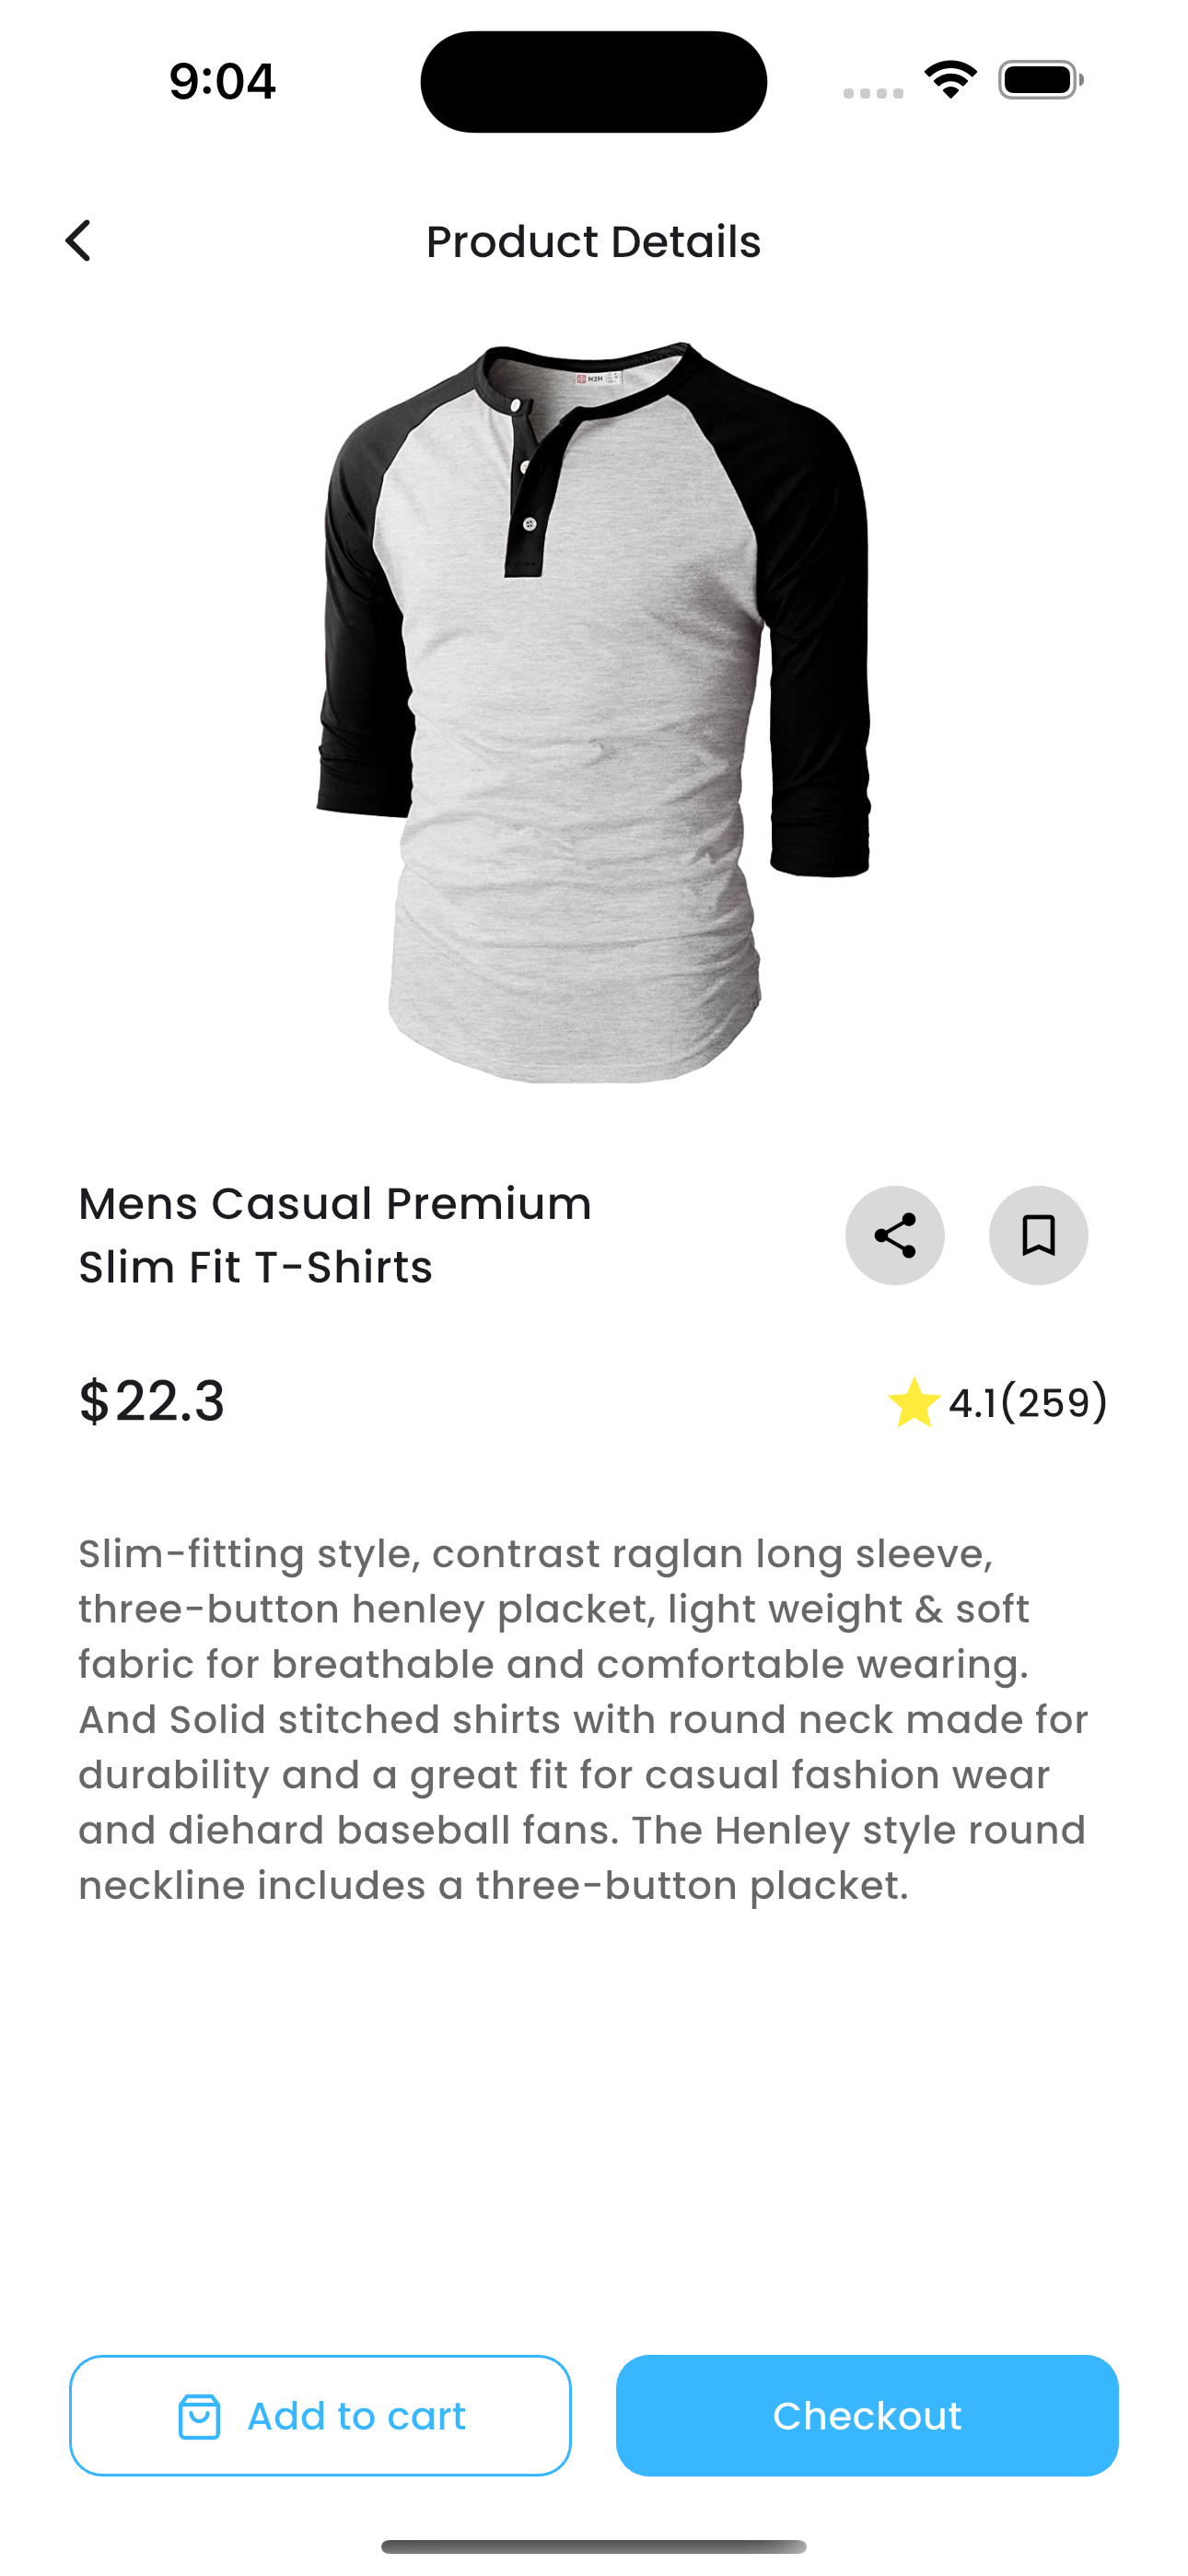 9:04
Product Details
H2H
Mens Casual Premium
Slim Fit T-Shirts
$22.3
4.1(259)
Slim-fitting style, contrast raglan long sleeve,
three-button henley placket, light weight & soft
fabric for breathable and comfortable wearing.
And Solid stitched shirts with round neck made for
durability and a great fit for casual fashion wear
and diehard baseball fans. The Henley style round
neckline includes a three-button placket.
Add to cart
Checkout